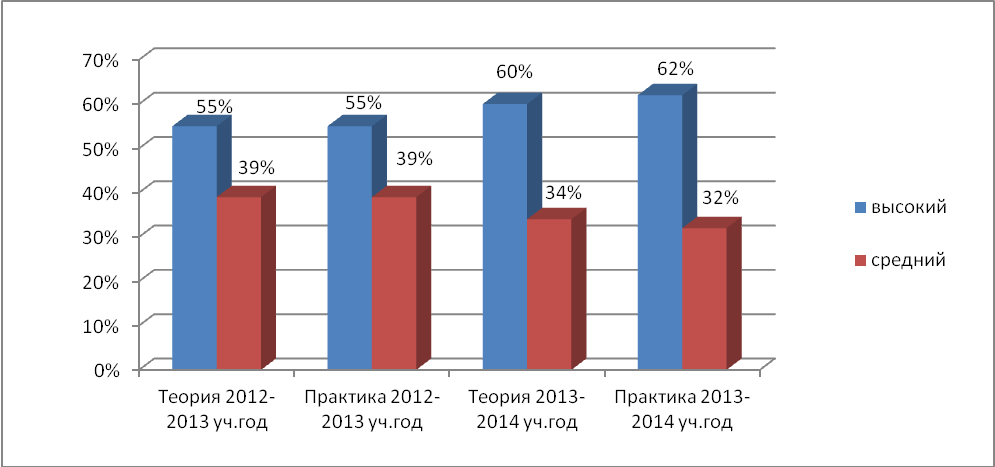 70%
60%
50%
40%
30%
20%
10%
0%
55%
39%
55%
39%
60%
34%
62%
32%
Теория 2012-
2013 уч.год
Практика 2012-
2013 уч.год
Теория 2013-
2014 уч.год
Практика 2013-
2014 уч.год
высокий
средний